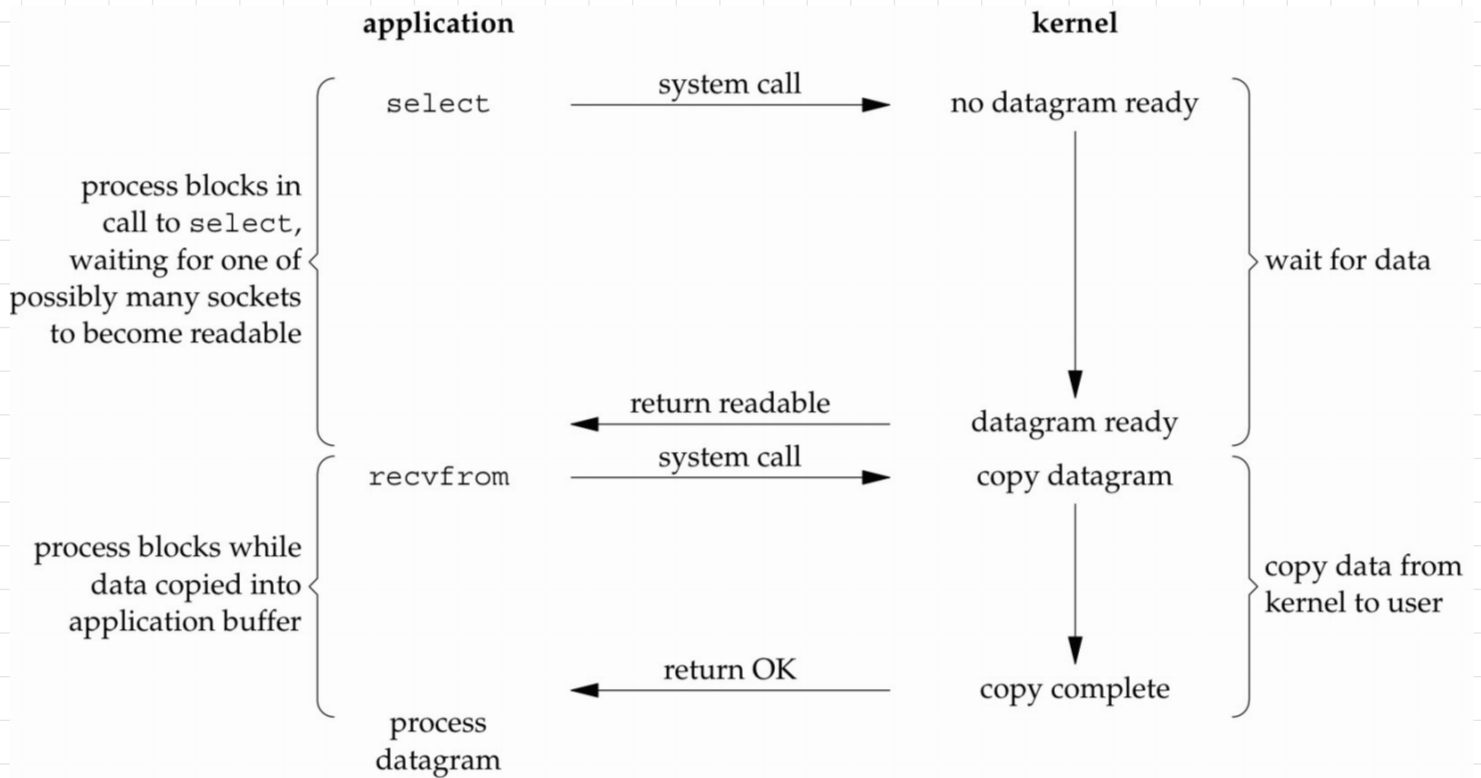 application
kernel
select
system call
no datagram ready
process blocks in
call to select,
waiting for one of
possibly many sockets
to become readable
wait for data
return readable
datagram ready
recvfrom
system call
copy datagram
process blocks while
data copied into
application buffer
copy data from
kernel to user
return OK
copy complete
process
datagram